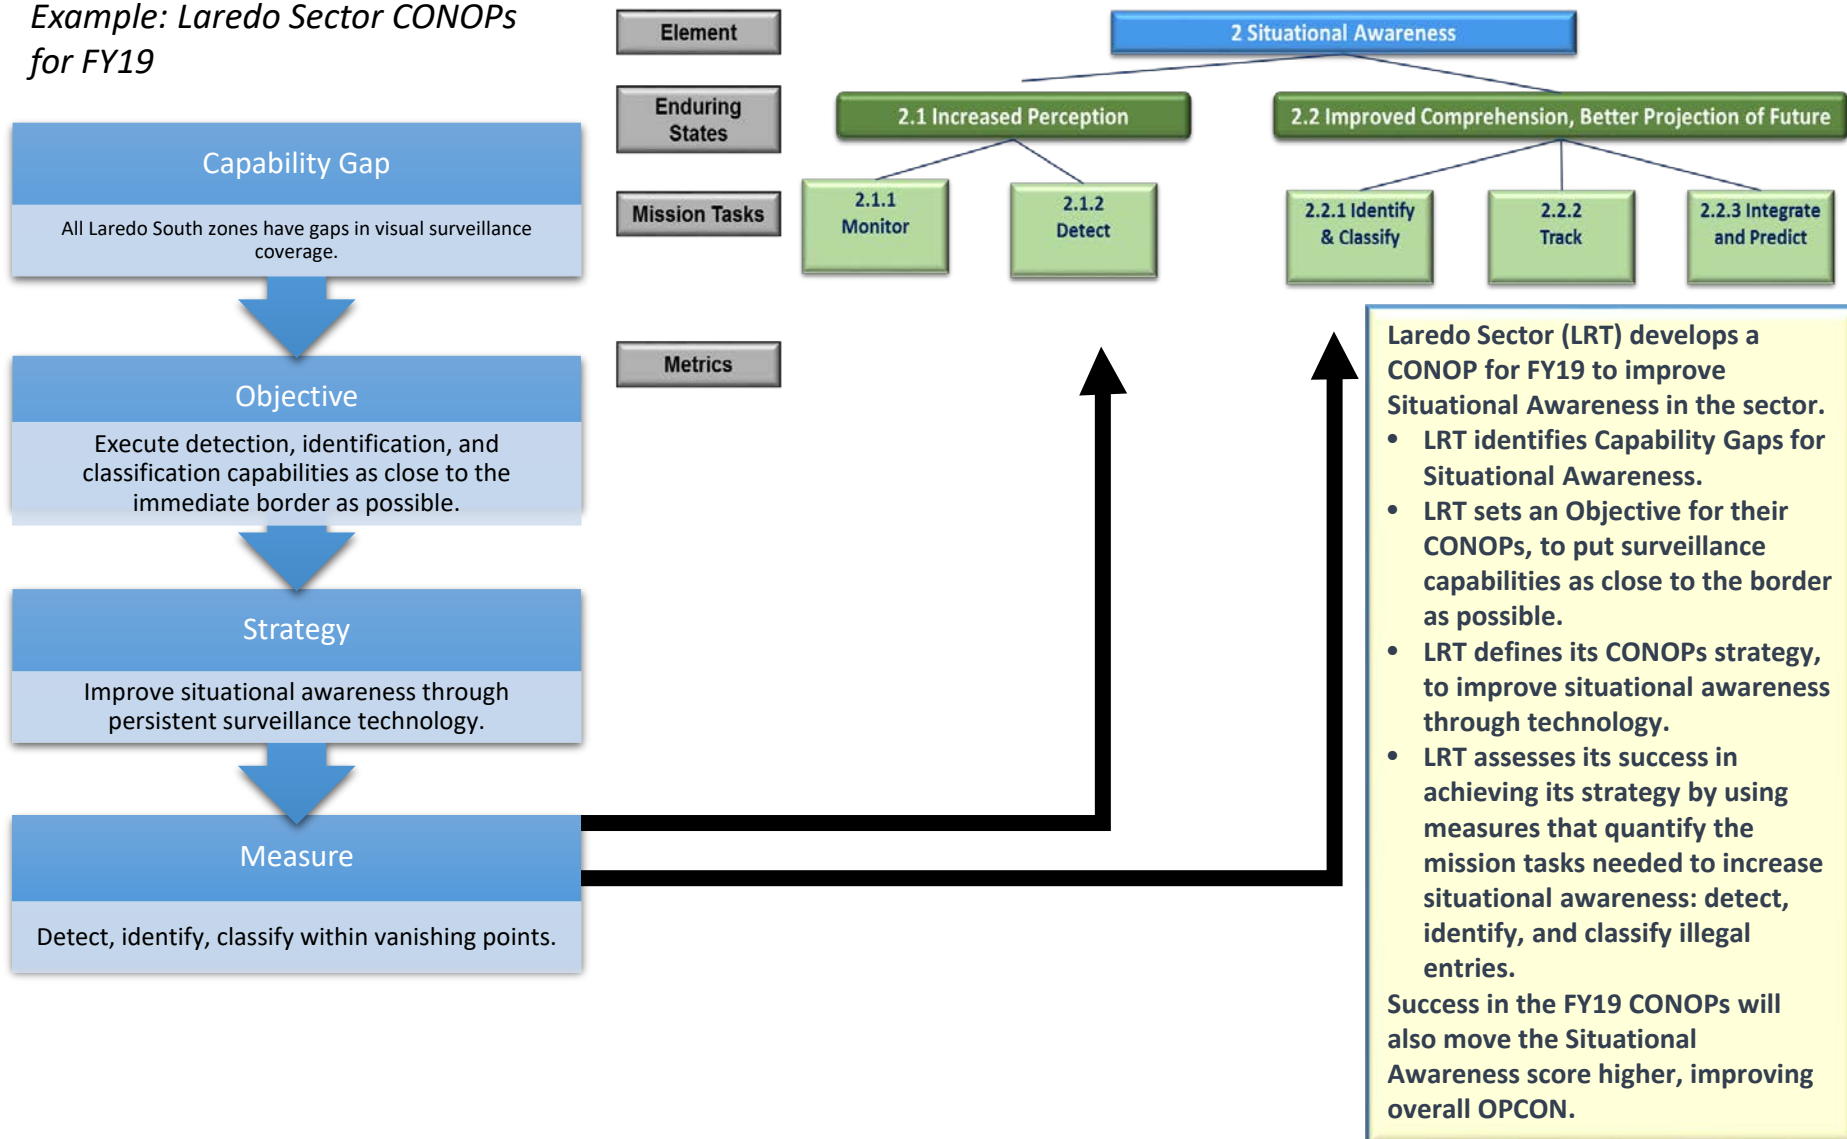 Example: Laredo Sector CONOPs
for FY19
Capability Gap
All Laredo South zones have gaps in visual surveillance
coverage.
Objective
Execute detection, identification, and
classification capabilities as close to the
immediate border as possible.
Strategy
Improve situational awareness through
persistent surveillance technology.
Measure
Detect, identify, classify within vanishing points.
Element
2 Situational Awareness
Enduring
States
2.1 Increased Perception
2.2 Improved Comprehension, Better Projection of Future
Mission Tasks
2.1.1
Monitor
2.1.2
Detect
2.2.1 Identify
& Classify
2.2.2
Track
2.2.3 Integrate
and Predict
Metrics
Laredo Sector (LRT) develops a
CONOP for FY19 to improve
Situational Awareness in the sector.
• LRT identifies Capability Gaps for
Situational Awareness.
• LRT sets an Objective for their
CONOPs, to put surveillance
capabilities as close to the border
as possible.
• LRT defines its CONOPs strategy,
to improve situational awareness
through technology.
• LRT assesses its success in
achieving its strategy by using
measures that quantify the
mission tasks needed to increase
situational awareness: detect,
identify, and classify illegal
entries.
Success in the FY19 CONOPs will
also move the Situational
Awareness score higher, improving
overall OPCON.